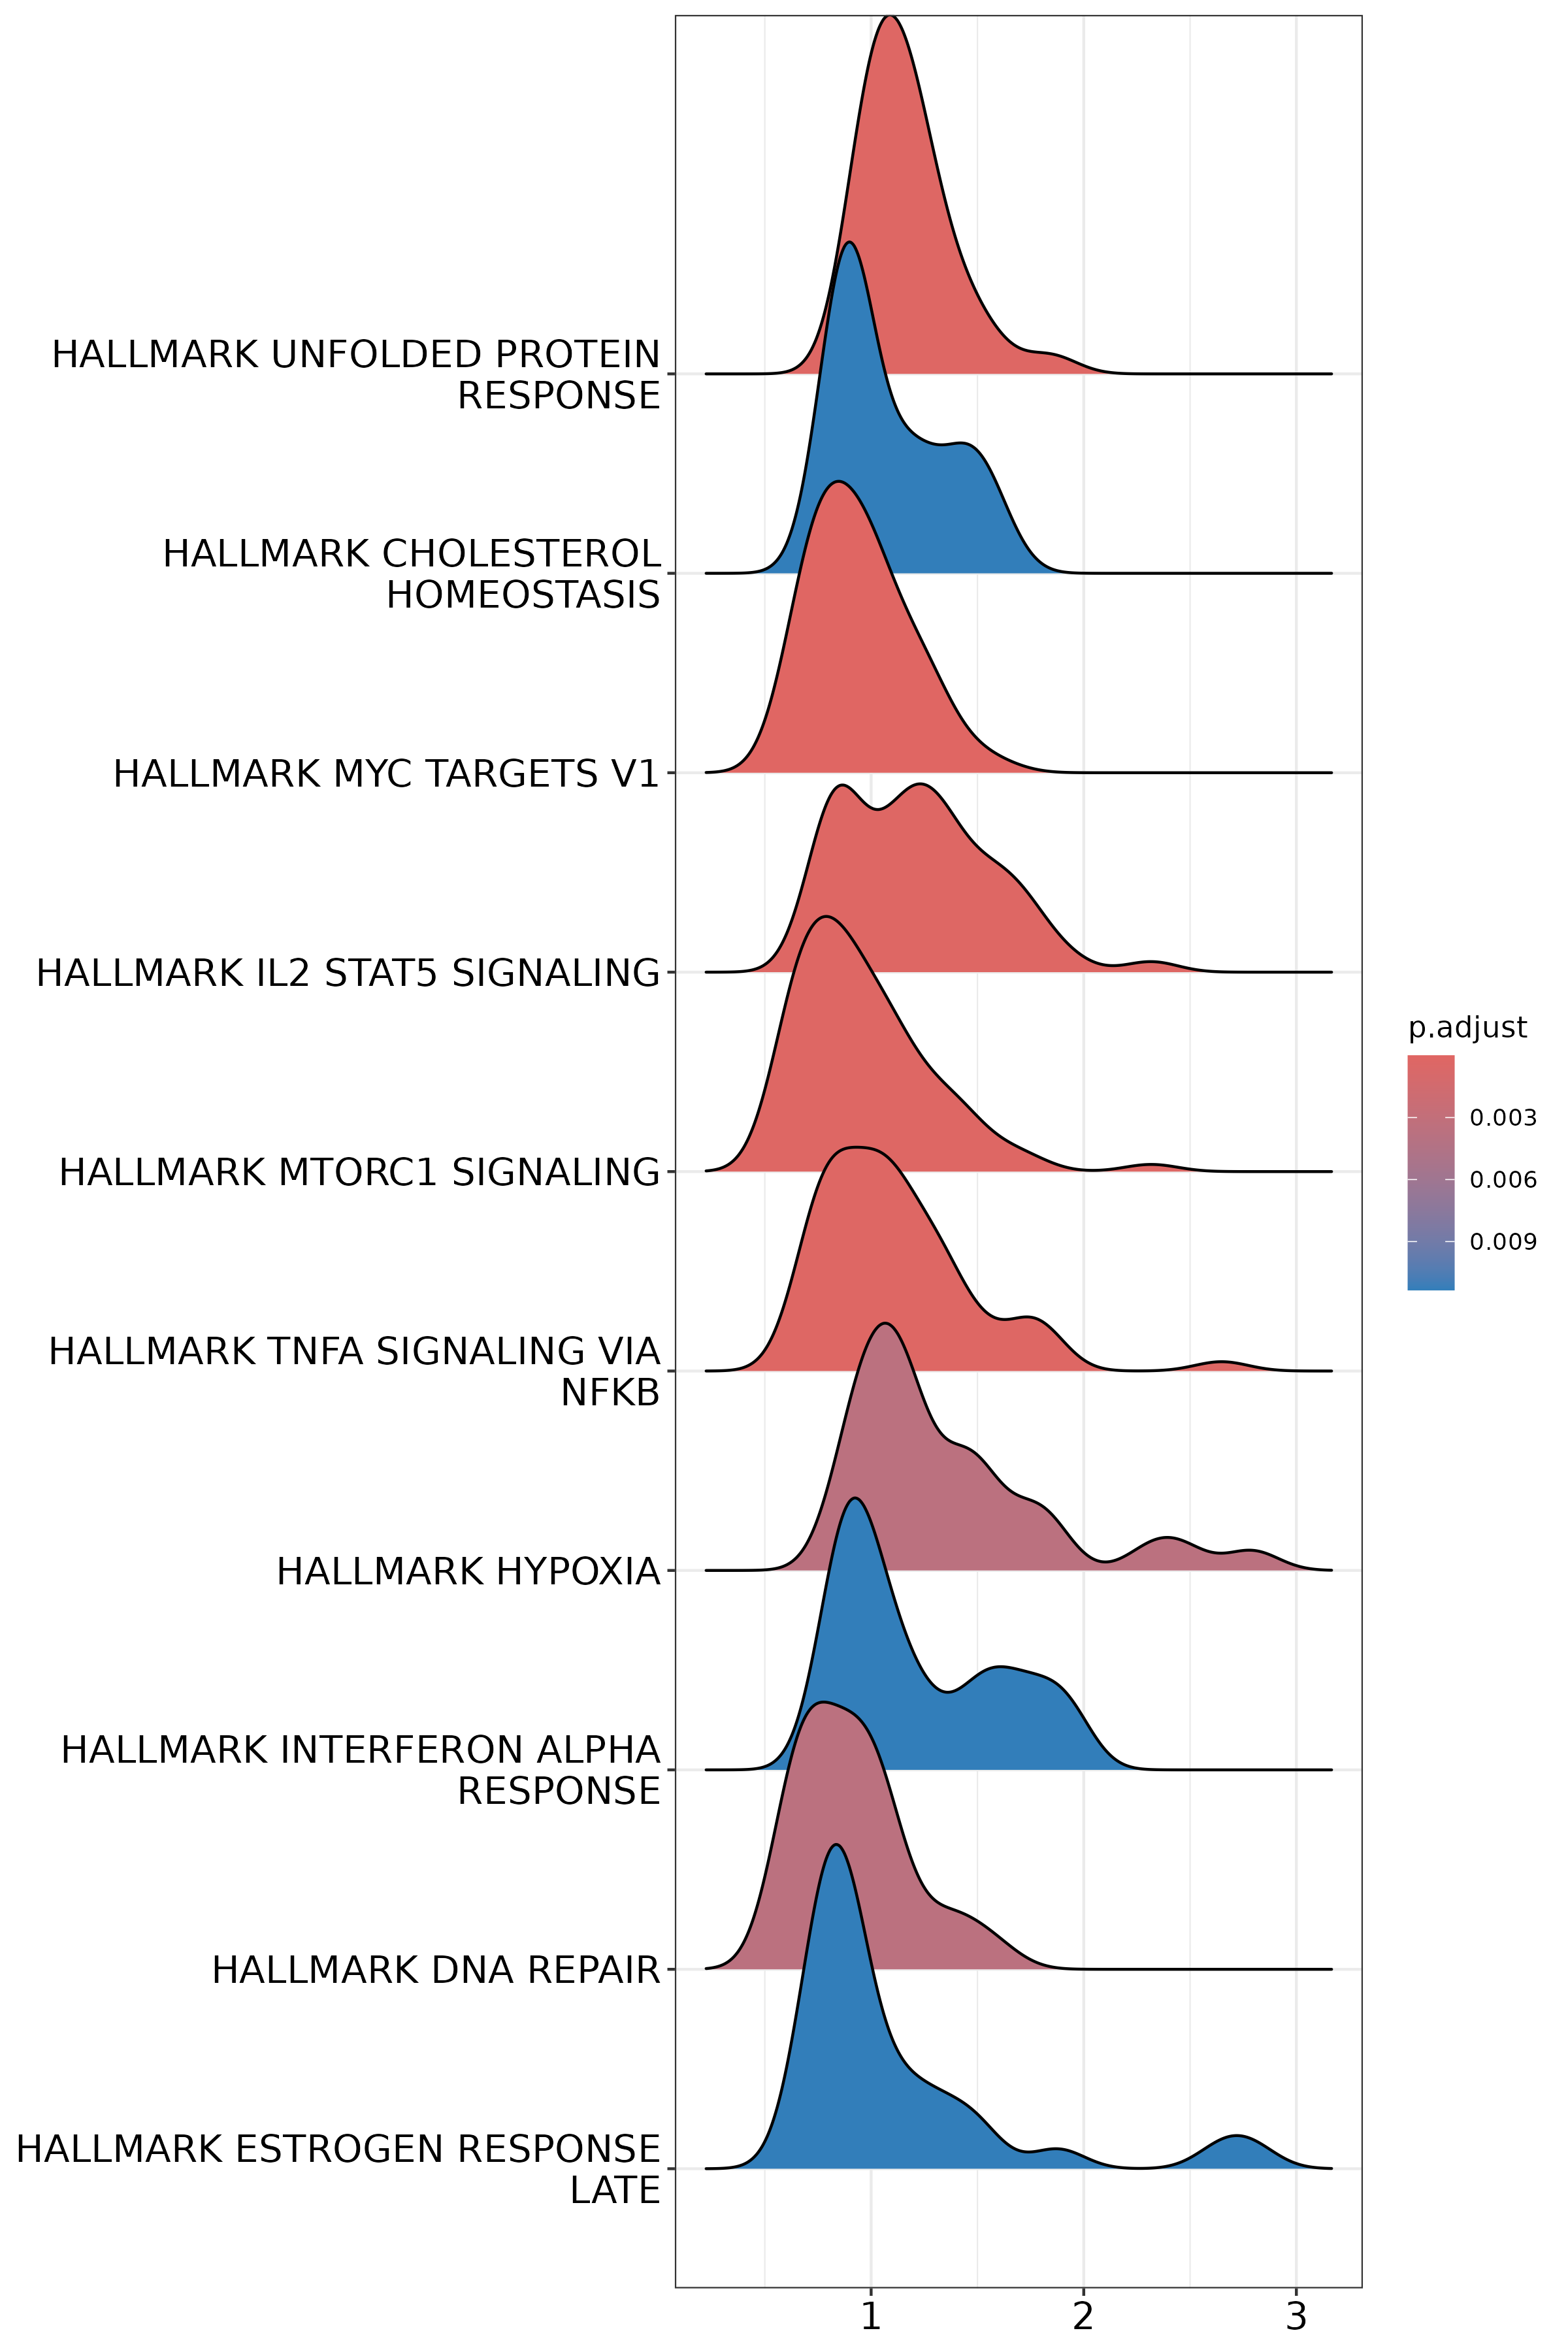 HALLMARK UNFOLDED PROTEIN
RESPONSE
HALLMARK CHOLESTEROL
HOMEOSTASIS
HALLMARK MYC TARGETS V1
HALLMARK IL2 STAT5 SIGNALING
HALLMARK MTORC1 SIGNALING
HALLMARK TNFA SIGNALING VIA
NFKB
HALLMARK HYPOXIA
HALLMARK INTERFERON ALPHA
RESPONSE
HALLMARK DNA REPAIR
HALLMARK ESTROGEN RESPONSE
LATE
1 2 3
p.adjust
0.003
0.006
0.009